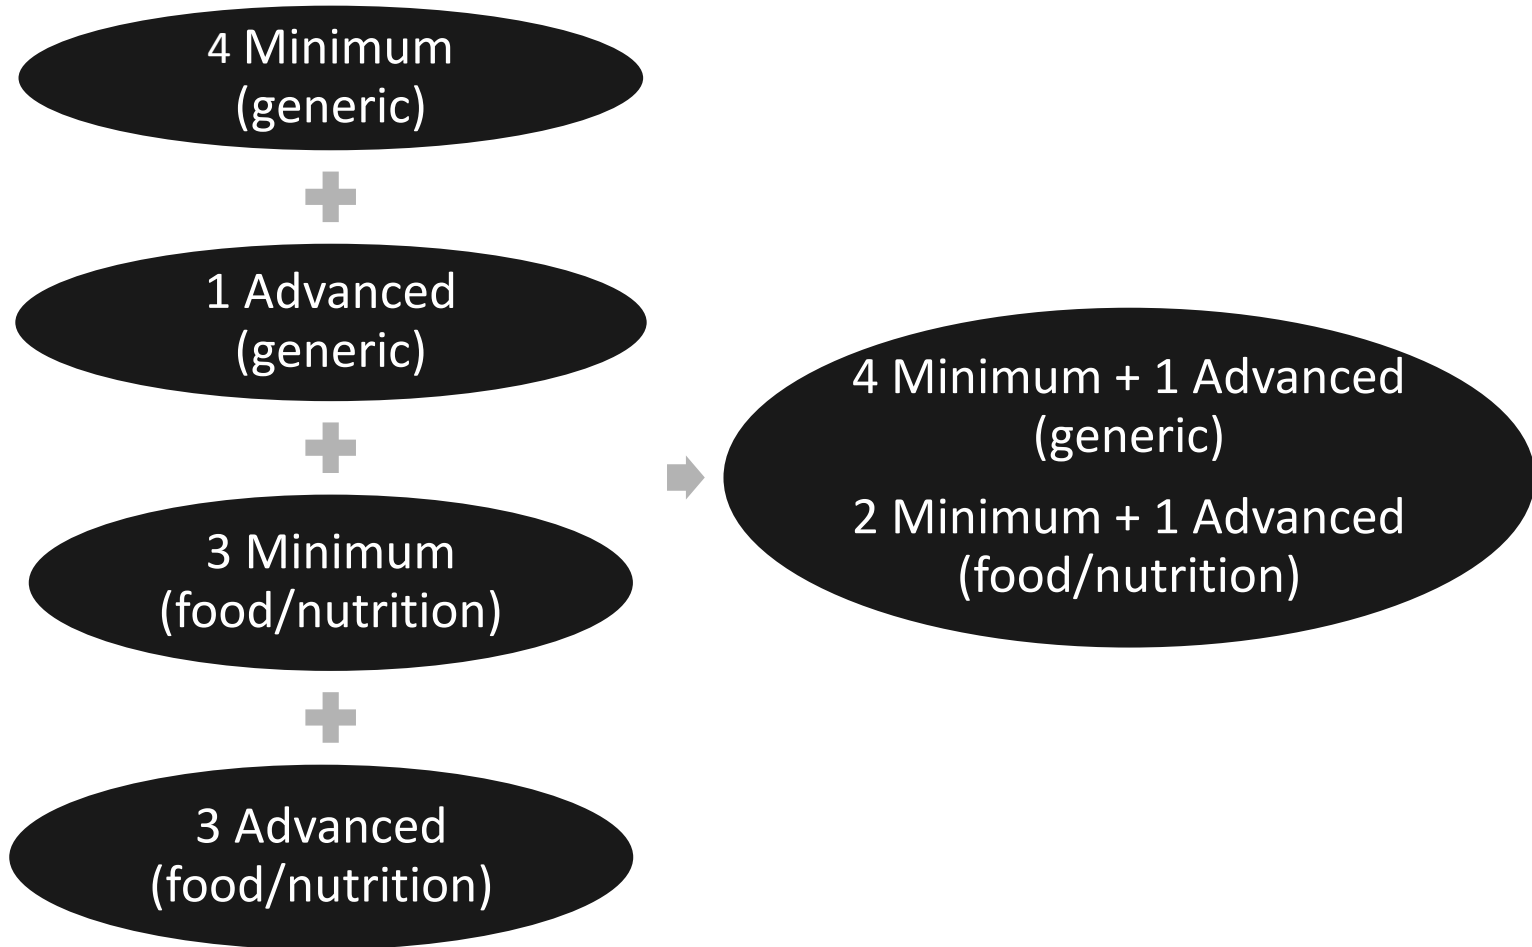 4 Minimum
(generic)
1 Advanced
(generic)
3 Minimum
(food/nutrition)
3 Advanced
(food/nutrition)
4 Minimum + 1 Advanced
(generic)
2 Minimum + 1 Advanced
(food/nutrition)